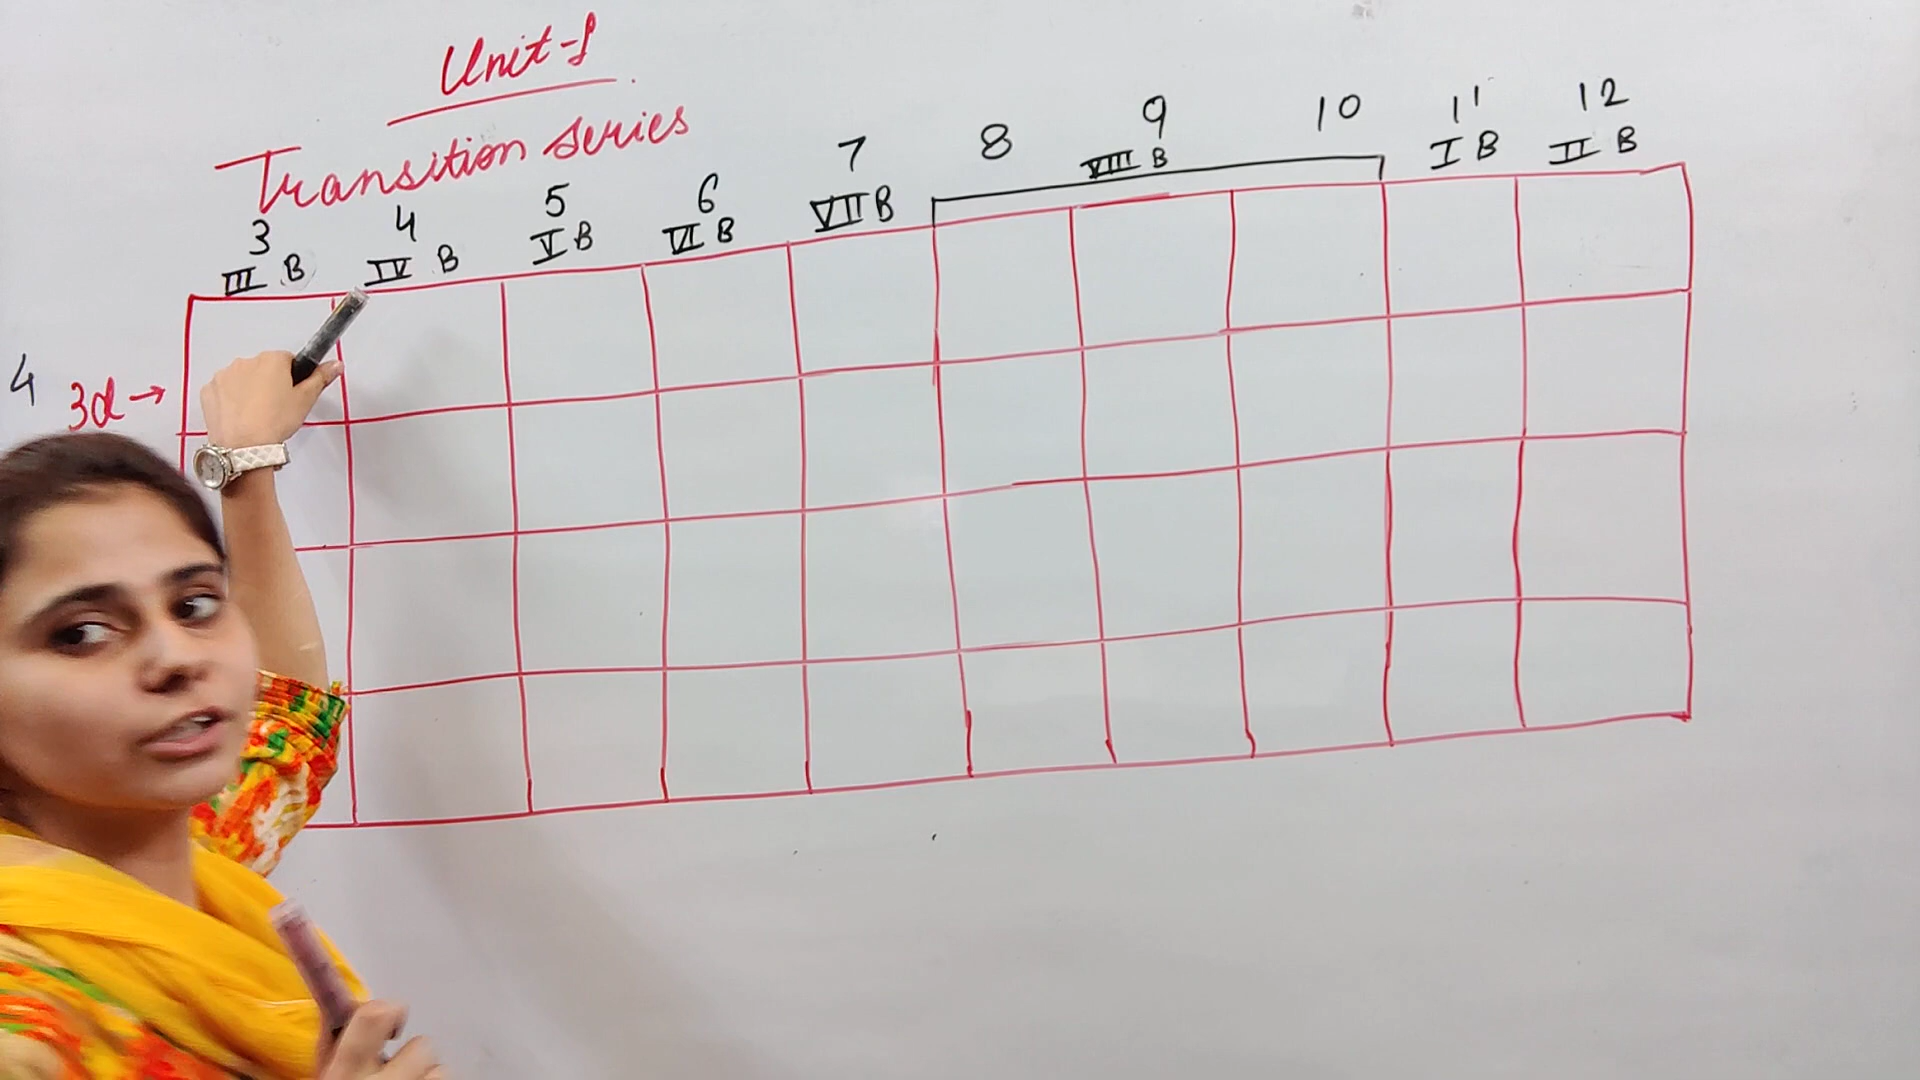 Unit-1
Transition series
3 4 5 6 7 8 9 10 11 12
III B IV B V B VI B VII B VIII B I B II B
4 3d →